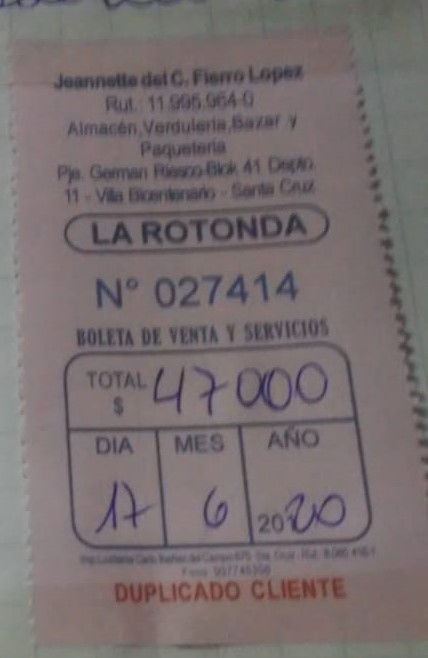 Jeannette del C. Fierro Lopez
Rut.: 11.995.964-0
Almacén,Verduleria,Bazar y
Paqueteria
Pje. German Riesco Blok 41 Depto.
11 - Villa Bicentenario - Santa Cruz
LA ROTONDA
N° 027414
BOLETA DE VENTA Y SERVICIOS
TOTAL $ 47000
DIA MES AÑO
17 6 2020
DUPLICADO CLIENTE